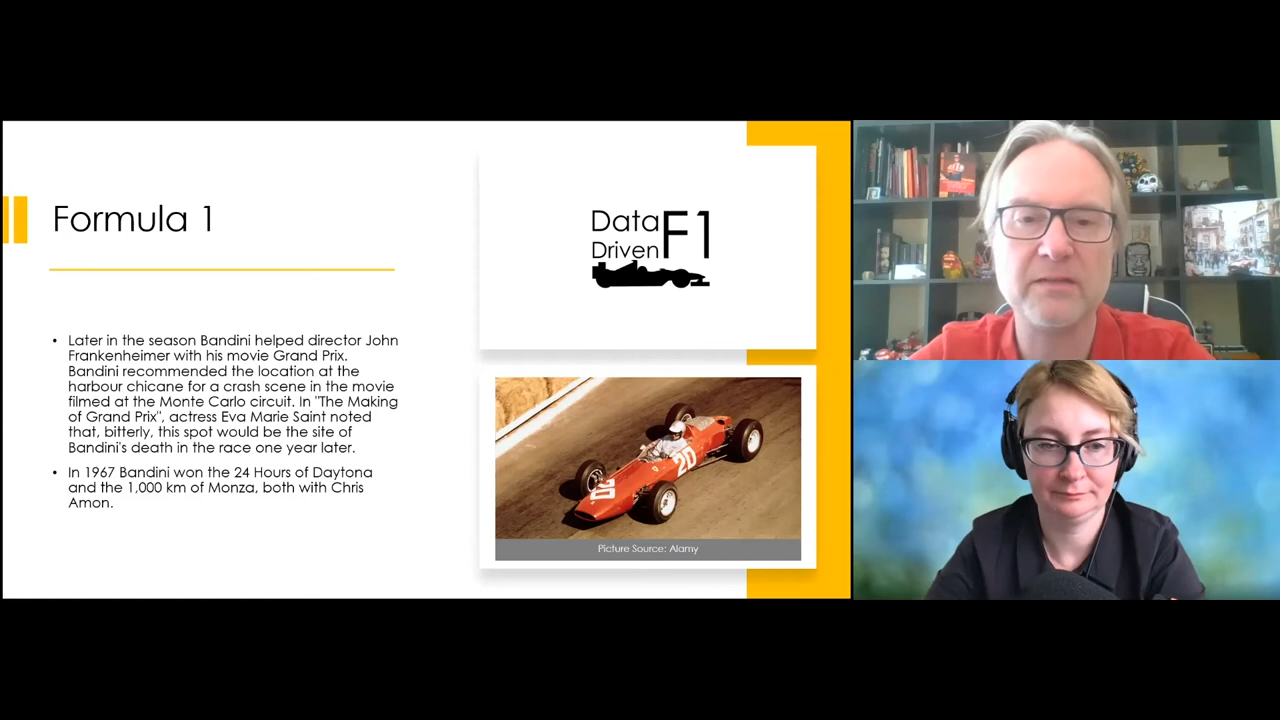 Formula 1
• Later in the season Bandini helped director John
Frankenheimer with his movie Grand Prix.
Bandini recommended the location at the
harbour chicane for a crash scene in the movie
filmed at the Monte Carlo circuit. In "The Making
of Grand Prix", actress Eva Marie Saint noted
that, bitterly, this spot would be the site of
Bandini's death in the race one year later.
• In 1967 Bandini won the 24 Hours of Daytona
and the 1,000 km of Monza, both with Chris
Amon.
Data
Driven
F1
20
20
Picture Source: Alamy